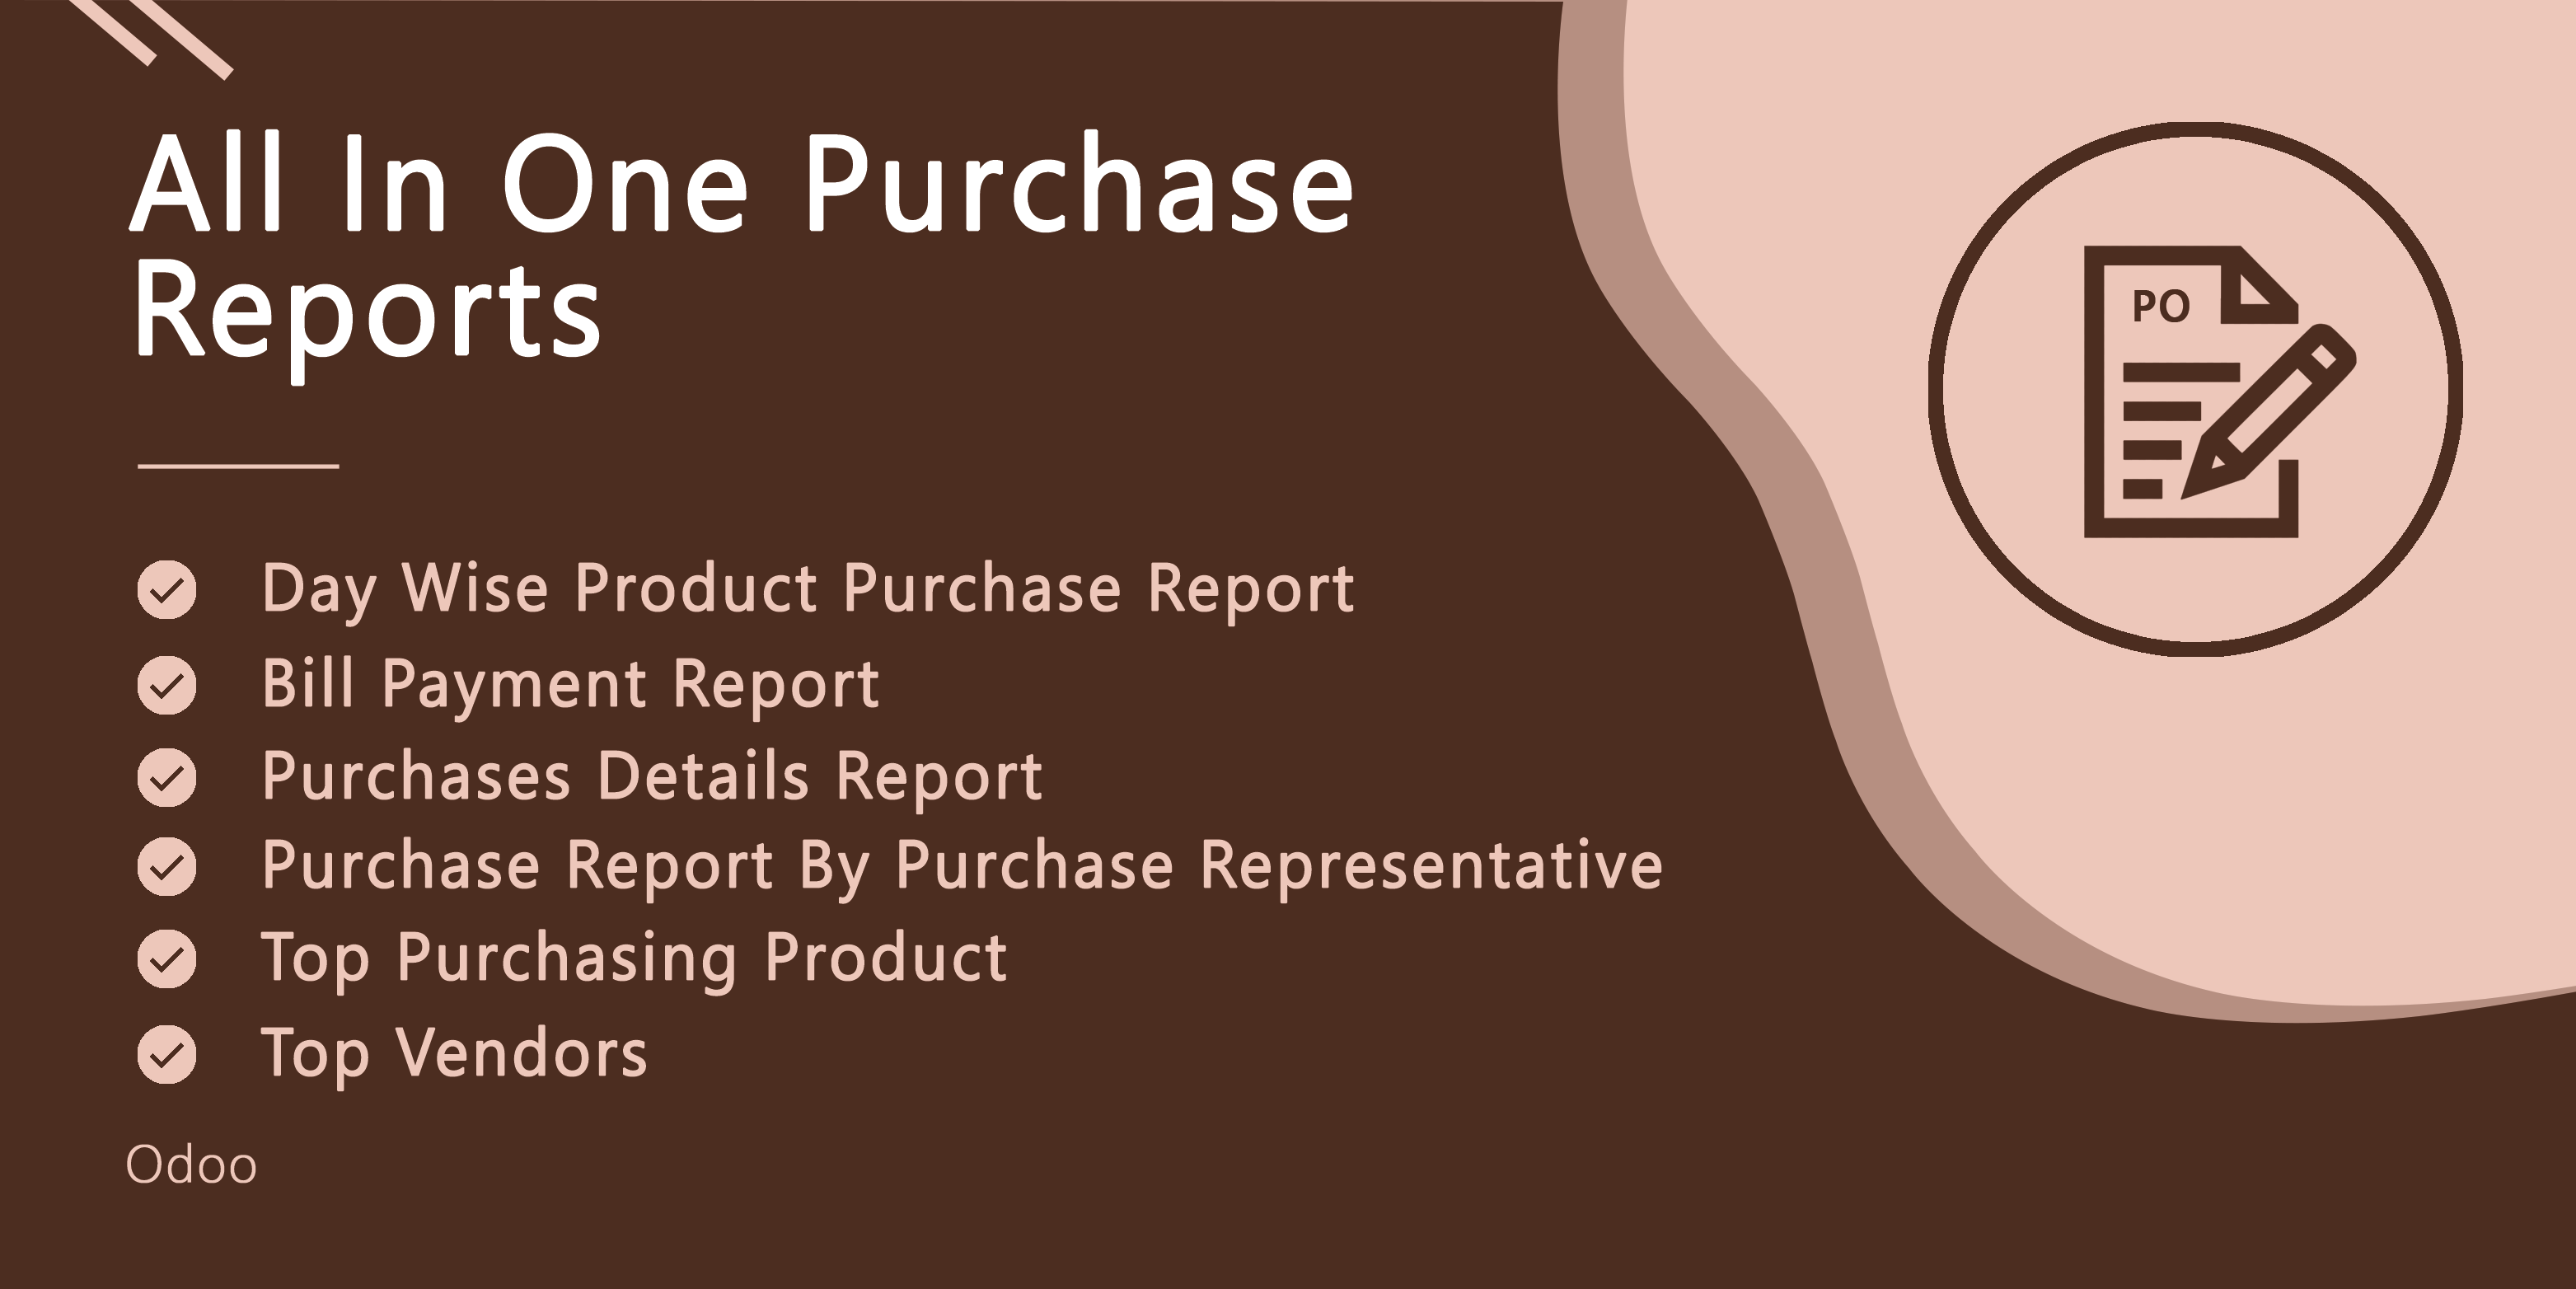 All In One Purchase
Reports
PO
Day Wise Product Purchase Report
Bill Payment Report
Purchases Details Report
Purchase Report By Purchase Representative
Top Purchasing Product
Top Vendors
Odoo